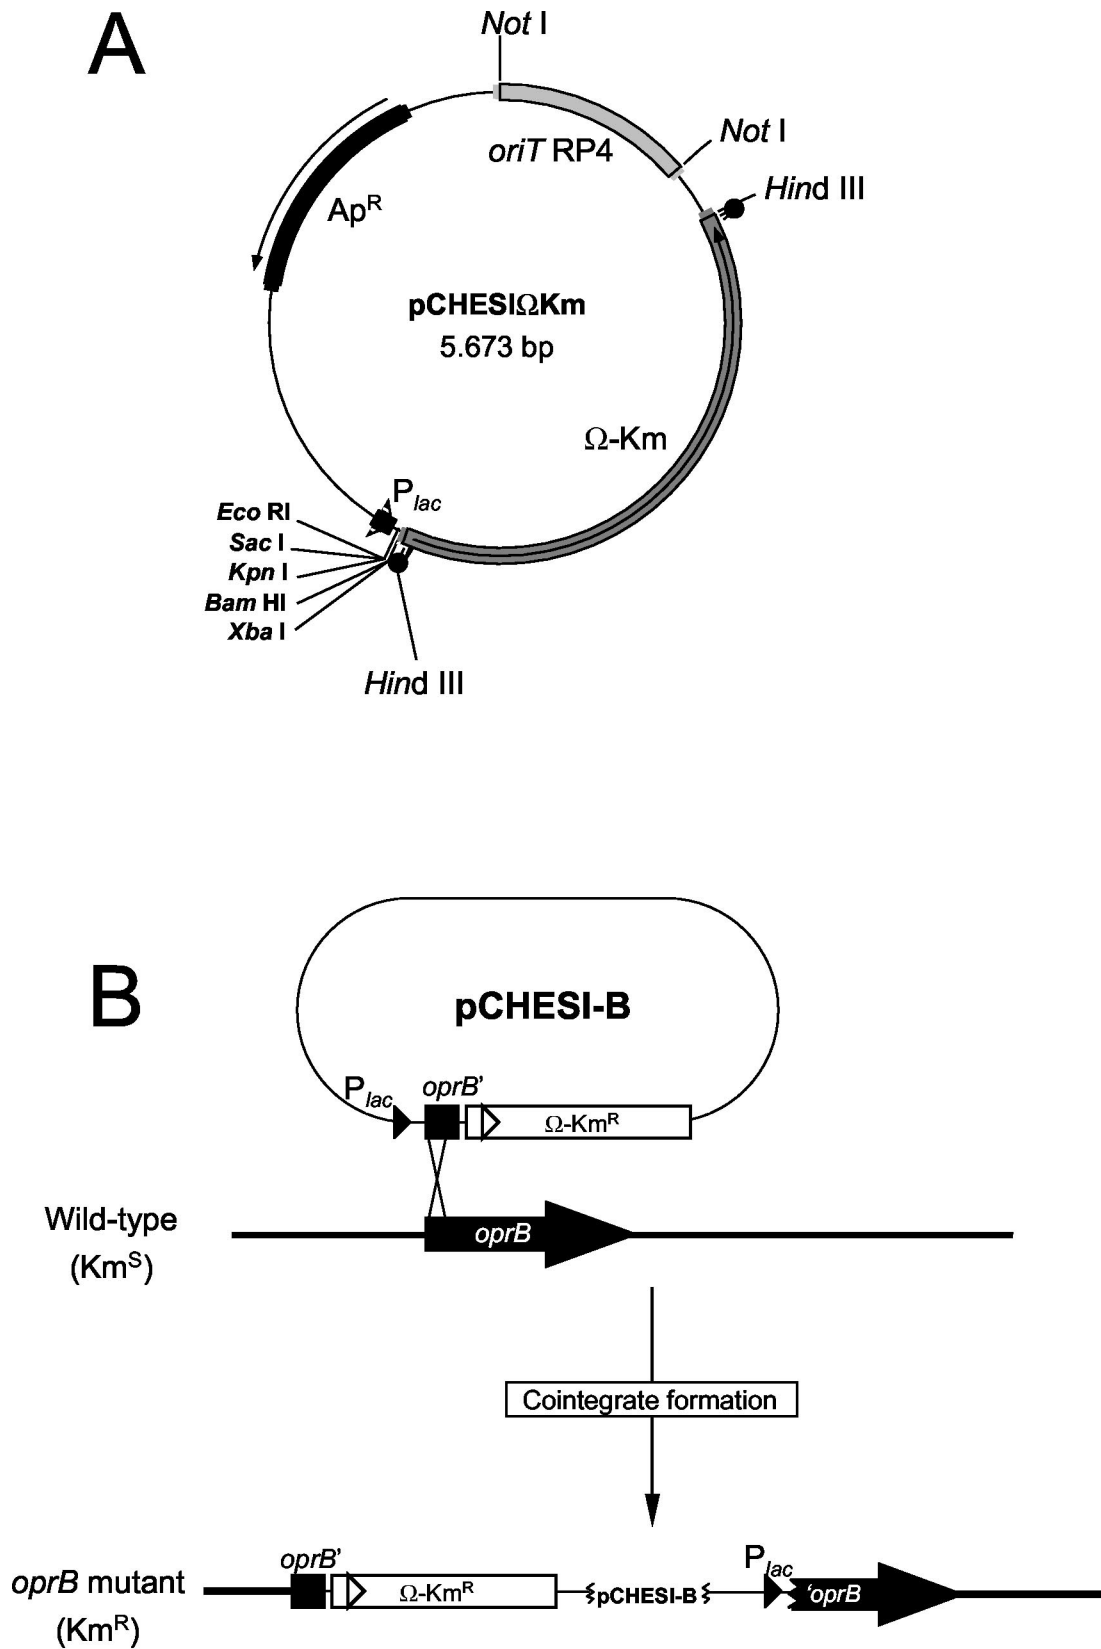 A
Not I
oriT RP4
Not I
Hind III
ApR
pCHESIΩKm
5.673 bp
Ω-Km
Plac
Eco RI
Sac I
Kpn I
Bam HI
Xba I
Hind III
B
pCHESI-B
Plac
oprB’
Ω-KmR
Wild-type
(KmS)
oprB
Cointegrate formation
oprB mutant
(KmR)
oprB’
Ω-KmR
pCHESI-B
Plac
‘oprB